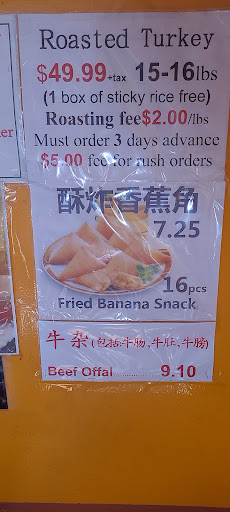 Roasted Turkey
$49.99+tax 15-16lbs
(1 box of sticky rice free)
Roasting fee$2.00/lbs
Must order 3 days advance
$5.00 fee for rush orders
酥炸香蕉角
7.25
16pcs
Fried Banana Snack
牛 杂(包括牛肠,牛肚,牛膀)
Beef Offal 9.10